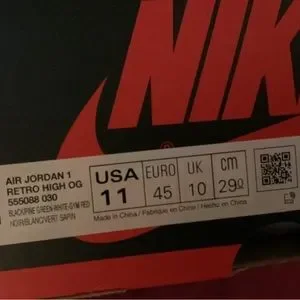 NIK
AIR JORDAN 1
RETRO HIGH OG
555088 030
BLACK/PINE GREEN-WHITE-GYM RED
NOIR/BLANC/VERT SAPIN
USA
11
EURO
45
UK
10
cm
29
Made in China / Fabriqué en Chine / Hecho en China